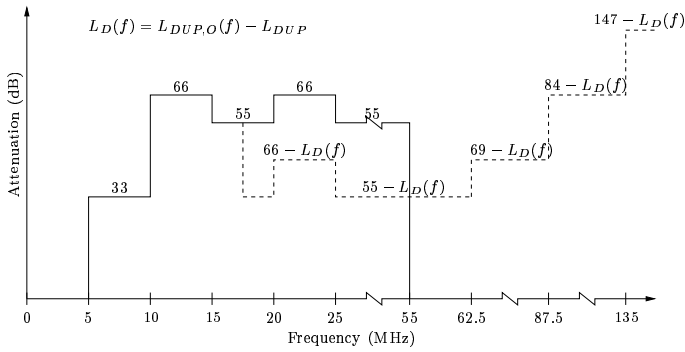 147 − L_D(f)
L_D(f) = L_{DUP,O}(f) − L_{DUP}
84 − L_D(f)
66
66
55
55
66 − L_D(f)
69 − L_D(f)
33
55 − L_D(f)
Attenuation (dB)
0 5 10 15 20 25 55 62.5 87.5 135
Frequency (MHz)